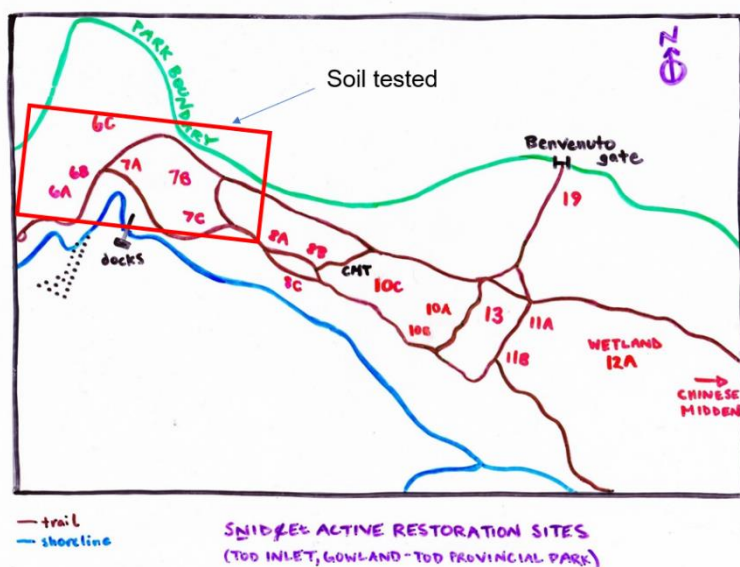 N
PARK BOUNDARY
Soil tested
6C
Benvenuto
gate
6B
7A
7B
6A
19
7C
8A
8B
docks
CMT
8C
10C
10A
13
11A
10B
11B
WETLAND
12A
CHINESE
MIDDEN
trail
shoreline
ACTIVE RESTORATION SITES
(TOD INLET, GOWLAND-TOD PROVINCIAL PARK)